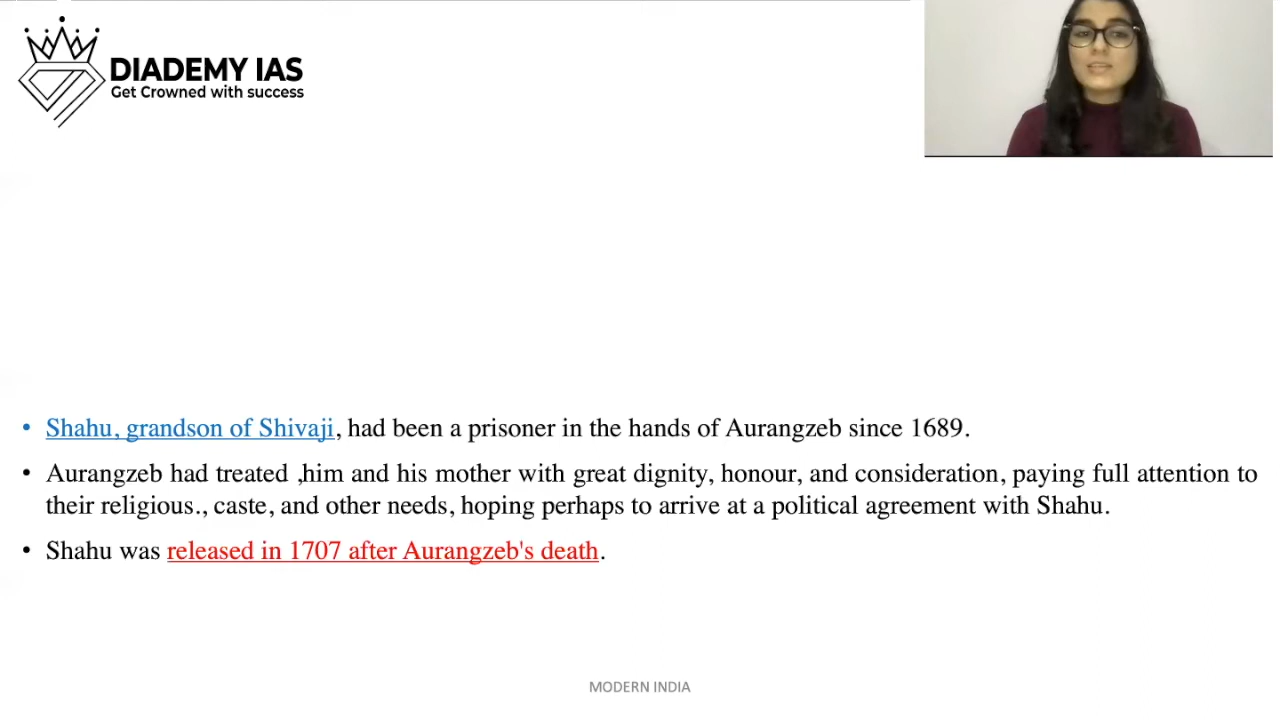 DIADEMY IAS
Get Crowned with success
• Shahu, grandson of Shivaji, had been a prisoner in the hands of Aurangzeb since 1689.
• Aurangzeb had treated ,him and his mother with great dignity, honour, and consideration, paying full attention to
their religious., caste, and other needs, hoping perhaps to arrive at a political agreement with Shahu.
• Shahu was released in 1707 after Aurangzeb's death.
MODERN INDIA